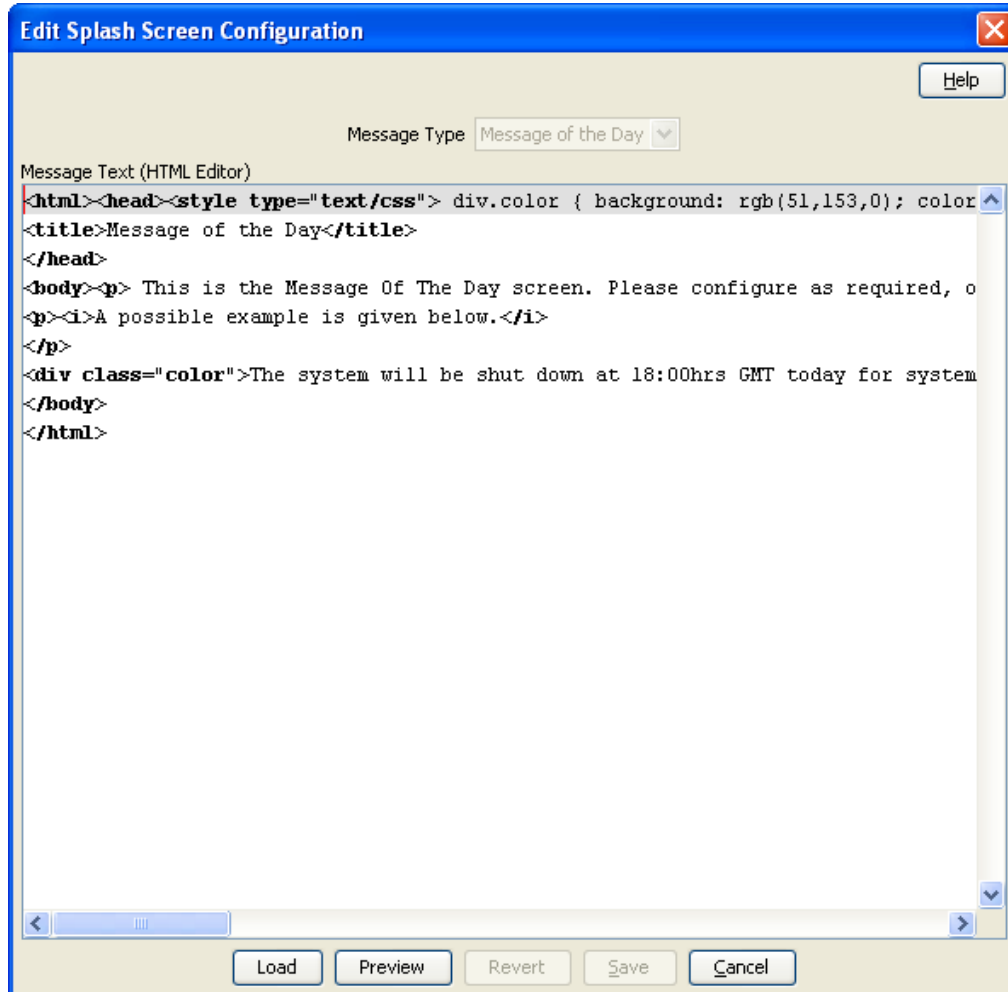 Edit Splash Screen Configuration
Help
Message Type Message of the Day
Message Text (HTML Editor)
<html><head><style type="text/css"> div.color { background: rgb(51,153,0); color
<title>Message of the Day</title>
</head>
<body><p> This is the Message Of The Day screen. Please configure as required, o
<p><i>A possible example is given below.</i>
</p>
<div class="color">The system will be shut down at 18:00hrs GMT today for system
</body>
</html>
Load Preview Revert Save Cancel